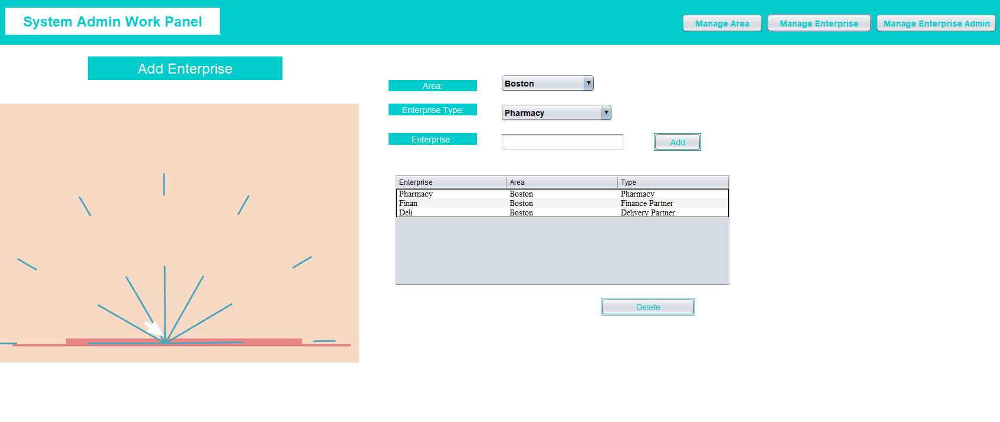 System Admin Work Panel
Manage Area
Manage Enterprise
Manage Enterprise Admin
Add Enterprise
Area:
Boston
Enterprise Type:
Pharmacy
Enterprise :
Add
Enterprise Area Type
Pharmacy Boston Pharmacy
Finan Boston Finance Partner
Deli Boston Delivery Partner
Delete